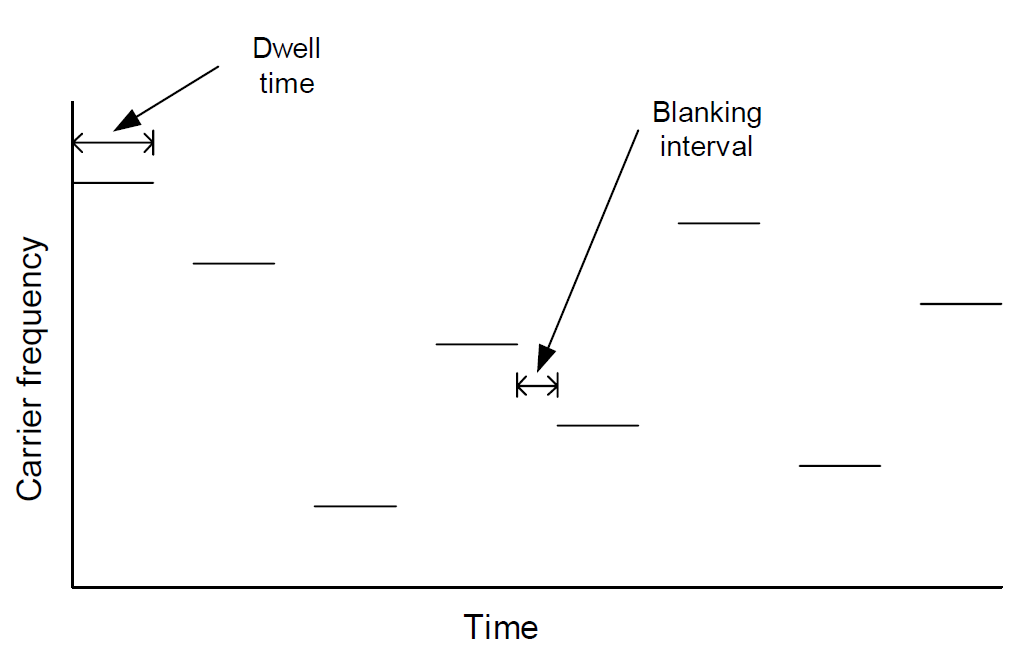 Dwell
time
Blanking
interval
Carrier frequency
Time